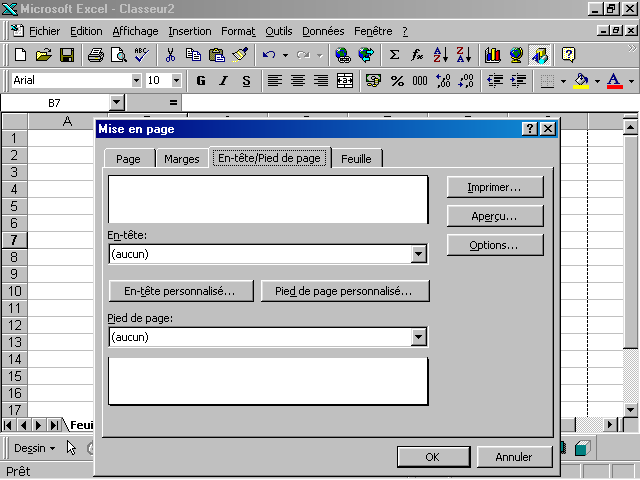 Microsoft Excel - Classeur2
Fichier Edition Affichage Insertion Format Outils Données Fenêtre ?
Arial 10 G I S % 000
B7 =
A
1
2
3
4
5
6
7
8
9
10
11
12
13
14
15
16
17
Mise en page
Page Marges En-tête/Pied de page Feuille
Imprimer...
Aperçu...
Options...
En-tête:
(aucun)
En-tête personnalisé... Pied de page personnalisé...
Pied de page:
(aucun)
OK Annuler
Feui
Dessin
Prêt